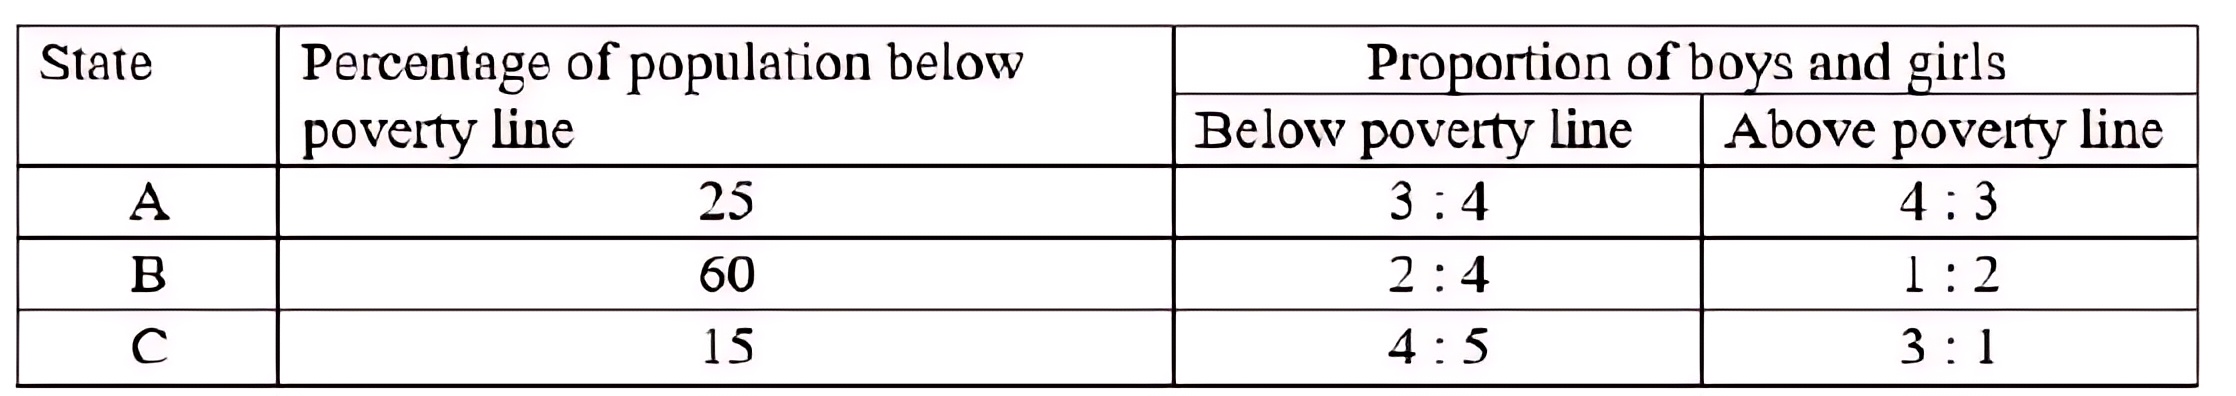 State Percentage of population below Proportion of boys and girls
poverty line Below poverty line Above poverty line
A 25 3 : 4 4 : 3
B 60 2 : 4 1 : 2
C 15 4 : 5 3 : 1